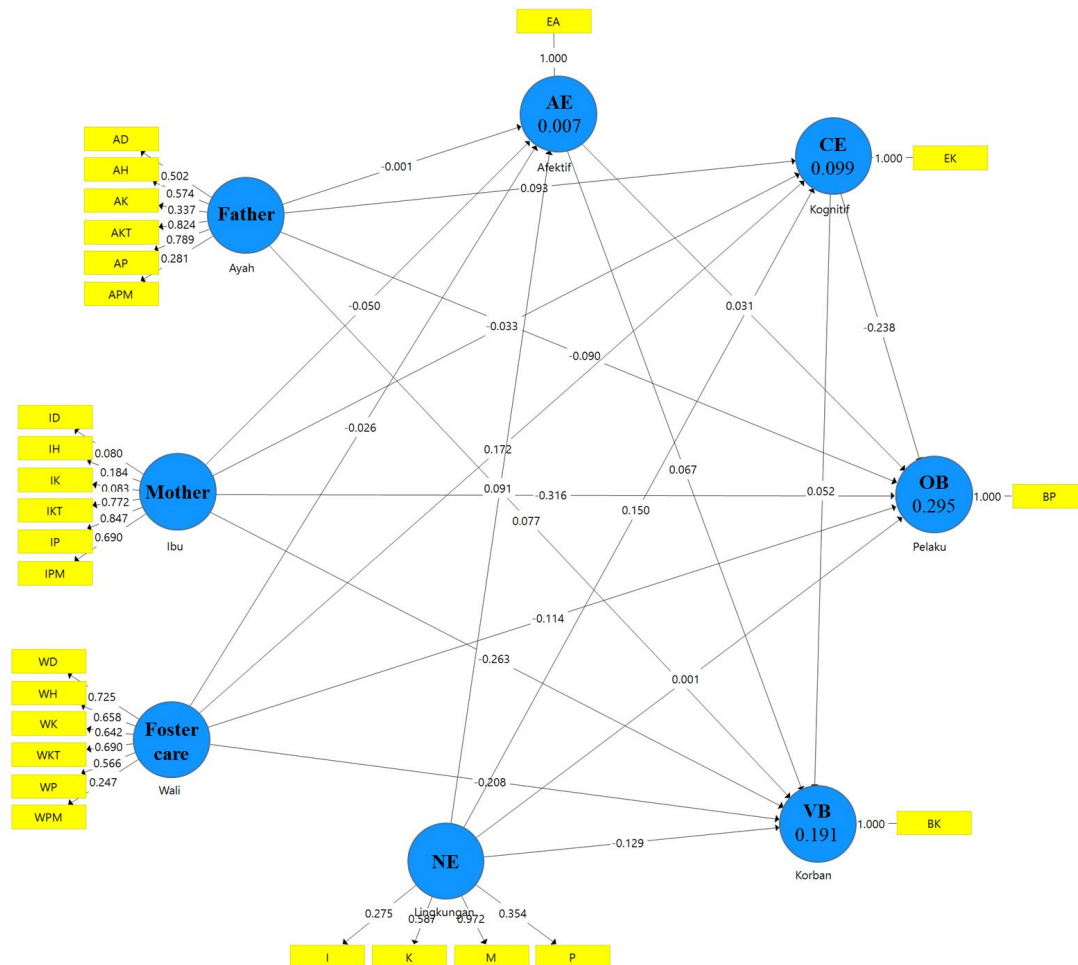 EA
1.000
AE
0.007
Afektif
CE
0.099
Kognitif
1.000
EK
AD
AH
AK
AKT
AP
APM
0.502
0.574
0.337
0.824
0.789
0.281
Father
Ayah
-0.001
0.093
-0.050
-0.033
-0.090
0.031
-0.238
ID
IH
IK
IKT
IP
IPM
0.080
0.184
0.083
-0.772
0.847
0.690
Mother
Ibu
-0.026
0.172
0.091
-0.316
0.077
0.067
0.150
0.052
OB
0.295
Pelaku
1.000
BP
WD
WH
WK
WKT
WP
WPM
0.725
0.658
0.642
0.690
0.566
0.247
Foster
care
Wali
-0.114
-0.263
0.001
-0.208
-0.129
VB
0.191
Korban
1.000
BK
NE
Lingkungan
0.275
0.587
0.972
0.354
I
K
M
P